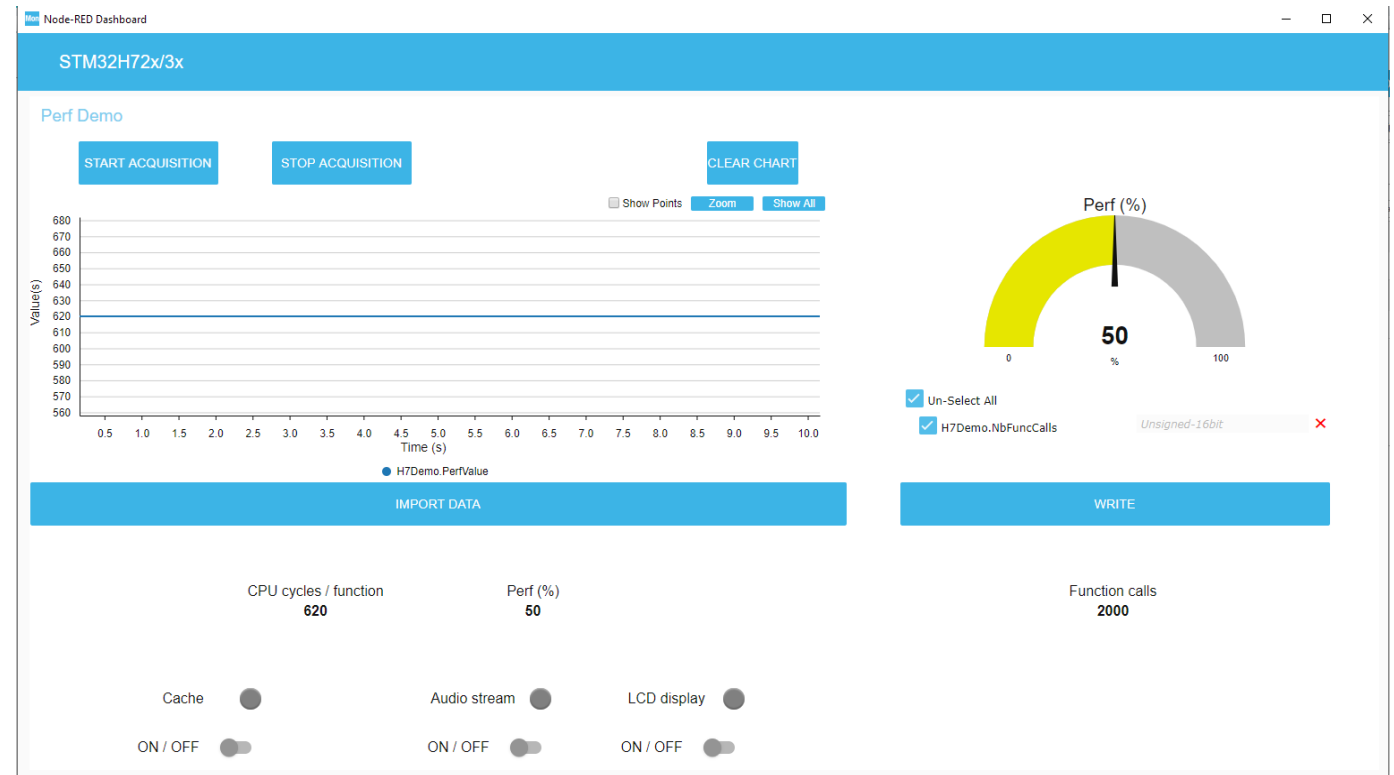 Mon Node-RED Dashboard
STM32H72x/3x
Perf Demo
START ACQUISITION STOP ACQUISITION CLEAR CHART
Show Points Zoom Show All
Value(s)
680
670
660
650
640
630
620
610
600
590
580
570
560
0.5 1.0 1.5 2.0 2.5 3.0 3.5 4.0 4.5 5.0 5.5 6.0 6.5 7.0 7.5 8.0 8.5 9.0 9.5 10.0
Time (s)
H7Demo.PerfValue
IMPORT DATA
Perf (%)
50
0 % 100
Un-Select All
H7Demo.NbFuncCalls Unsigned-16bit
WRITE
CPU cycles / function Perf (%) Function calls
620 50 2000
Cache Audio stream LCD display
ON / OFF ON / OFF ON / OFF